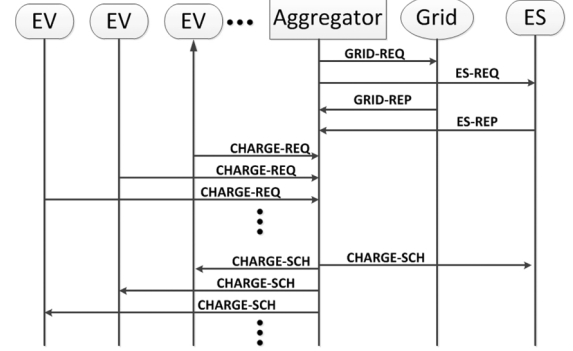 EV EV EV ••• Aggregator Grid ES
GRID-REQ
ES-REQ
GRID-REP
ES-REP
CHARGE-REQ
CHARGE-REQ
CHARGE-REQ
CHARGE-SCH CHARGE-SCH
CHARGE-SCH
CHARGE-SCH